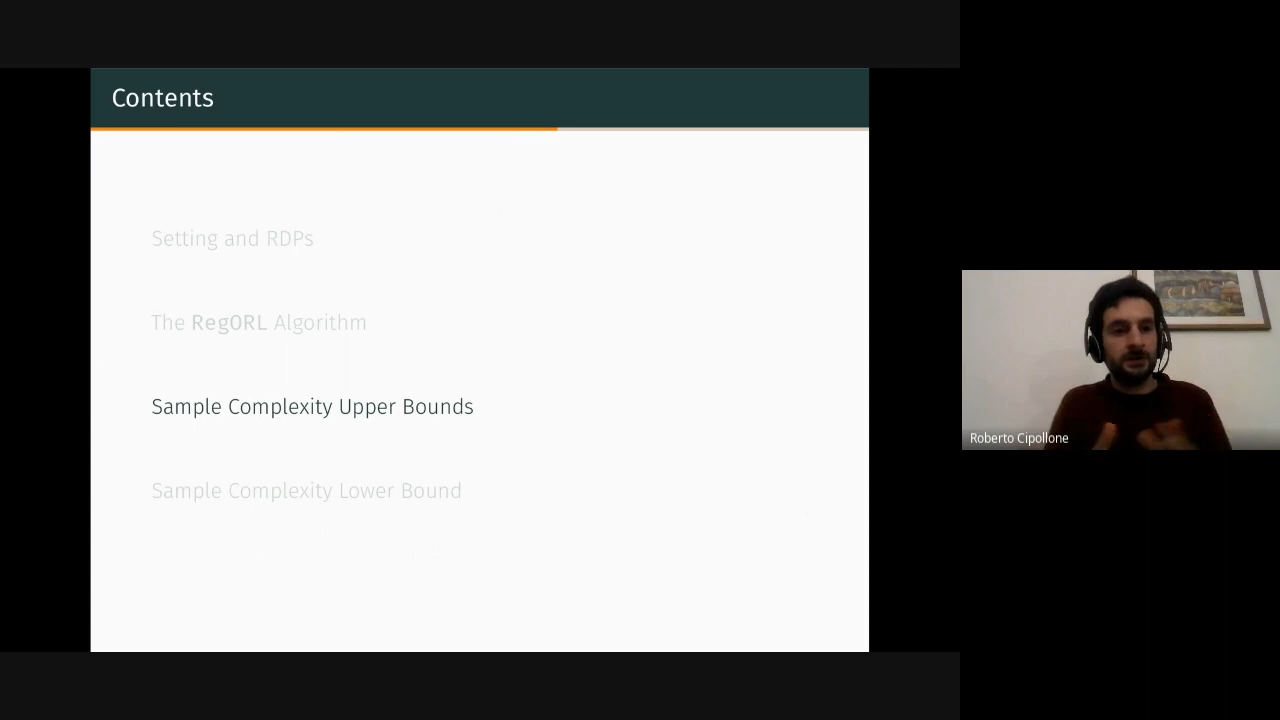 Contents
Setting and RDPs
The RegORL Algorithm
Sample Complexity Upper Bounds
Sample Complexity Lower Bound
Roberto Cipollone